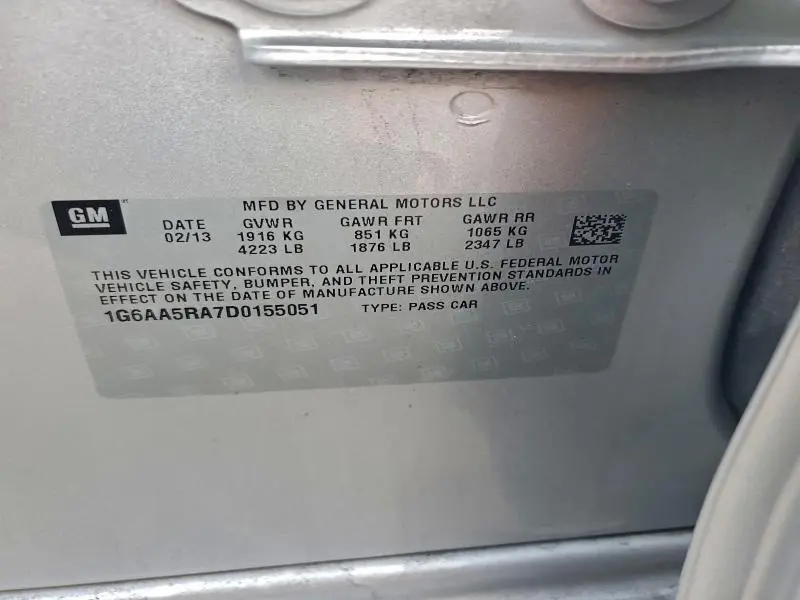 GM
MFD BY GENERAL MOTORS LLC
DATE GVWR GAWR FRT GAWR RR
02/13 1916 KG 851 KG 1065 KG
4223 LB 1876 LB 2347 LB
THIS VEHICLE CONFORMS TO ALL APPLICABLE U.S. FEDERAL MOTOR
VEHICLE SAFETY, BUMPER, AND THEFT PREVENTION STANDARDS IN
EFFECT ON THE DATE OF MANUFACTURE SHOWN ABOVE.
1G6AA5RA7D0155051 TYPE: PASS CAR